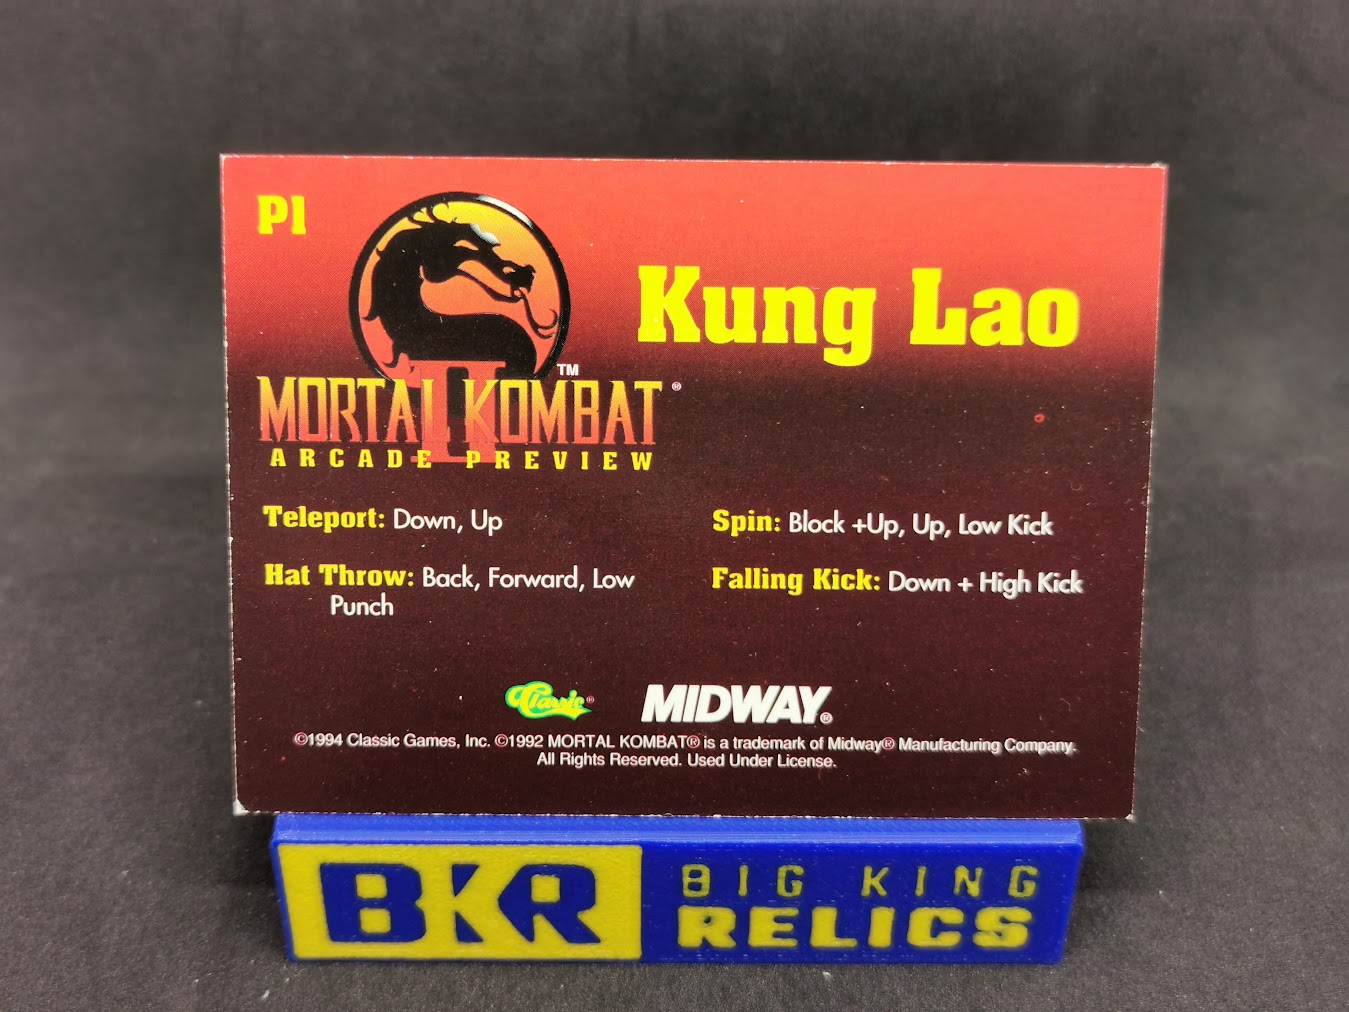 P1
Kung Lao
II
TM
MORTAL KOMBAT®
ARCADE PREVIEW
Teleport: Down, Up
Hat Throw: Back, Forward, Low
Punch
Spin: Block +Up, Up, Low Kick
Falling Kick: Down + High Kick
Classic®
MIDWAY®
©1994 Classic Games, Inc. ©1992 MORTAL KOMBAT® is a trademark of Midway® Manufacturing Company.
All Rights Reserved. Used Under License.
BKR
BIG KING
RELICS